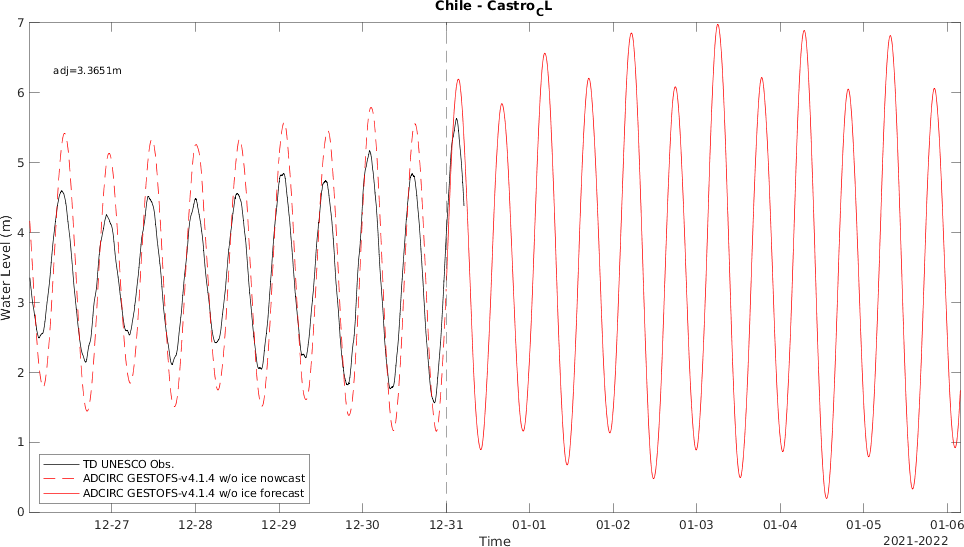 Chile - Castro_CL
7
6
5
4
3
2
1
0
Water Level (m)
adj=3.3651m
TD UNESCO Obs.
ADCIRC GESTOFS-v4.1.4 w/o ice nowcast
ADCIRC GESTOFS-v4.1.4 w/o ice forecast
12-27 12-28 12-29 12-30 12-31 01-01 01-02 01-03 01-04 01-05 01-06
Time
2021-2022